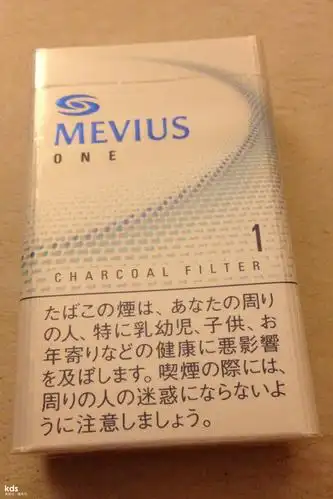 MEVIUS
ONE
1
CHARCOAL FILTER
たばこの煙は、あなたの周り
の人、特に乳幼児、子供、お
年寄りなどの健康に悪影響
を及ぼします。喫煙の際には、
周りの人の迷惑にならないよ
うに注意しましょう。
kds